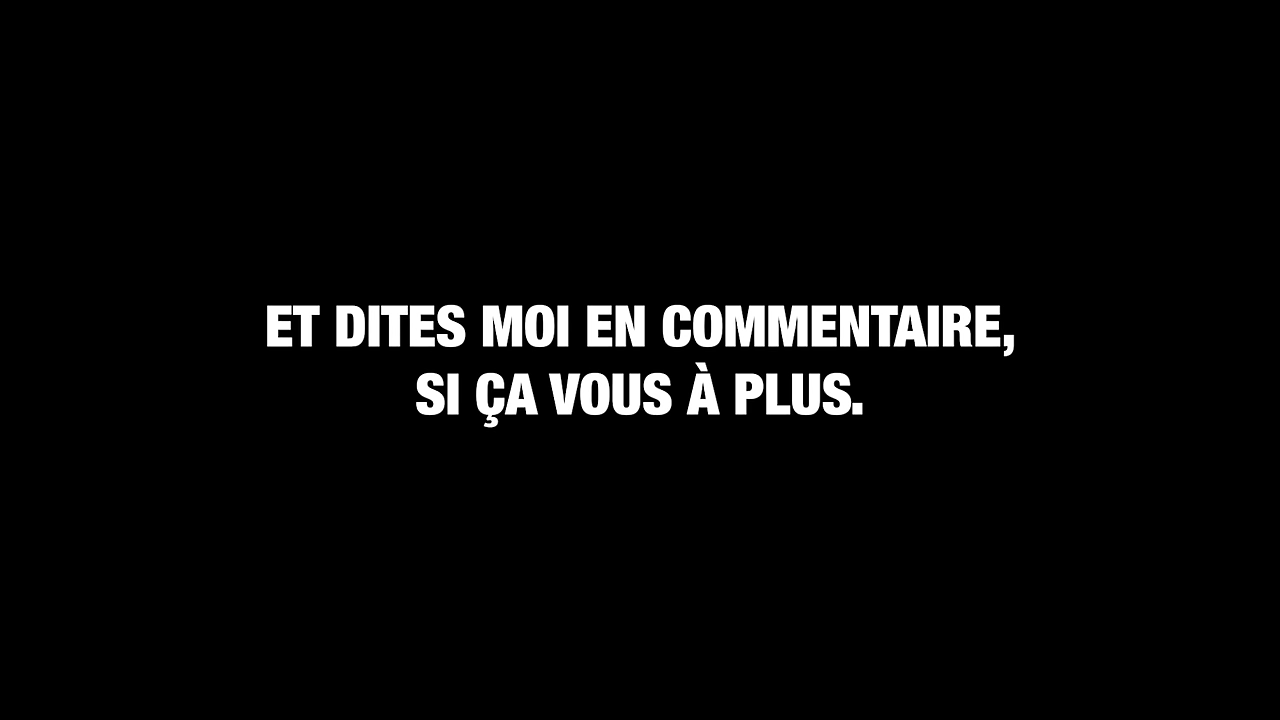 ET DITES MOI EN COMMENTAIRE,
SI ÇA VOUS À PLUS.